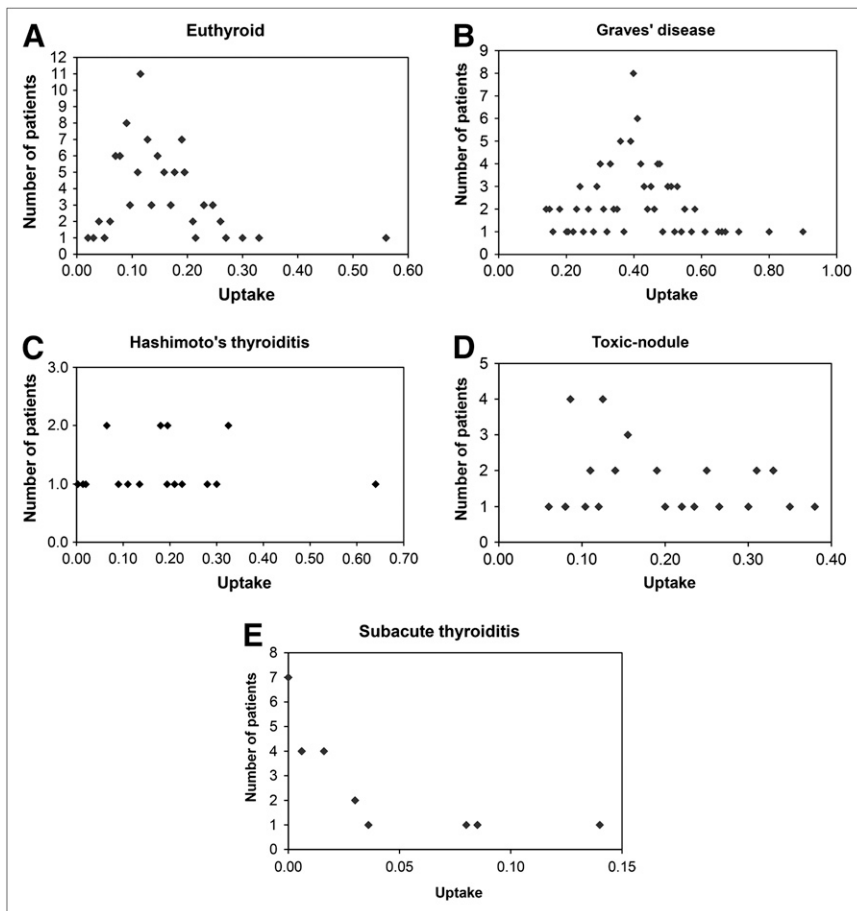 A
Euthyroid
Number of patients
12
11
10
9
8
7
6
5
4
3
2
1
0
0.00 0.10 0.20 0.30 0.40 0.50 0.60
Uptake
B
Graves' disease
Number of patients
9
8
7
6
5
4
3
2
1
0
0.00 0.20 0.40 0.60 0.80 1.00
Uptake
C
Hashimoto's thyroiditis
Number of patients
3.0
2.0
1.0
0.0
0.00 0.10 0.20 0.30 0.40 0.50 0.60 0.70
Uptake
D
Toxic-nodule
Number of patients
5
4
3
2
1
0
0.00 0.10 0.20 0.30 0.40
Uptake
E
Subacute thyroiditis
Number of patients
8
7
6
5
4
3
2
1
0
0.00 0.05 0.10 0.15
Uptake